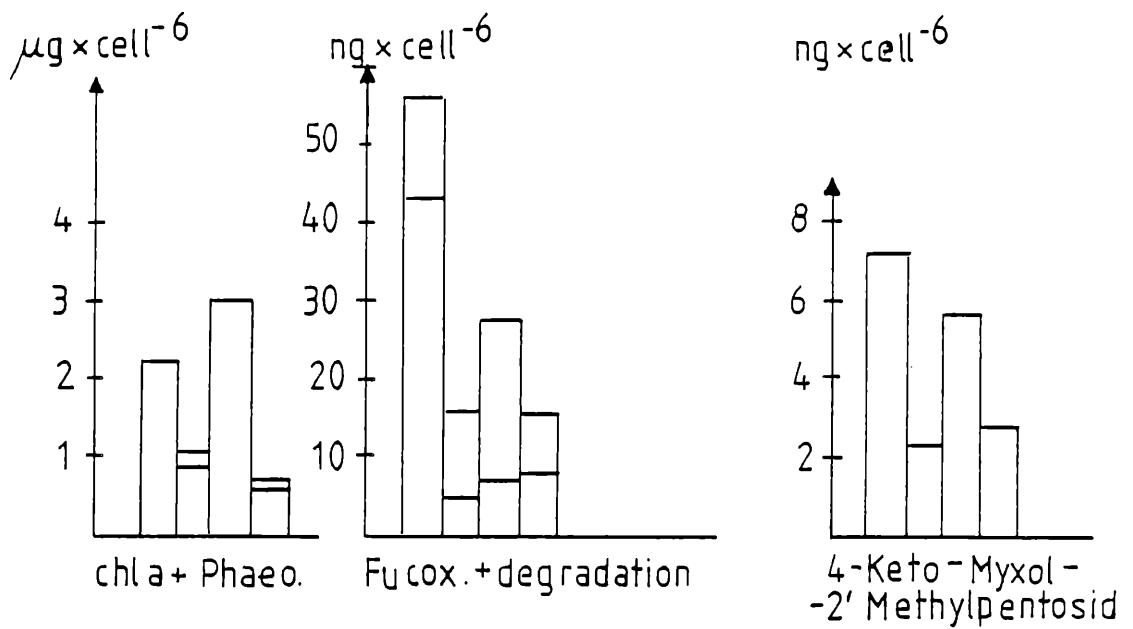 μg × cell⁻⁶
4
3
2
1
chl a + Phaeo.
ng × cell⁻⁶
50
40
30
20
10
Fucox. + degradation
ng × cell⁻⁶
8
6
4
2
4-Keto-Myxol-
-2' Methylpentosid